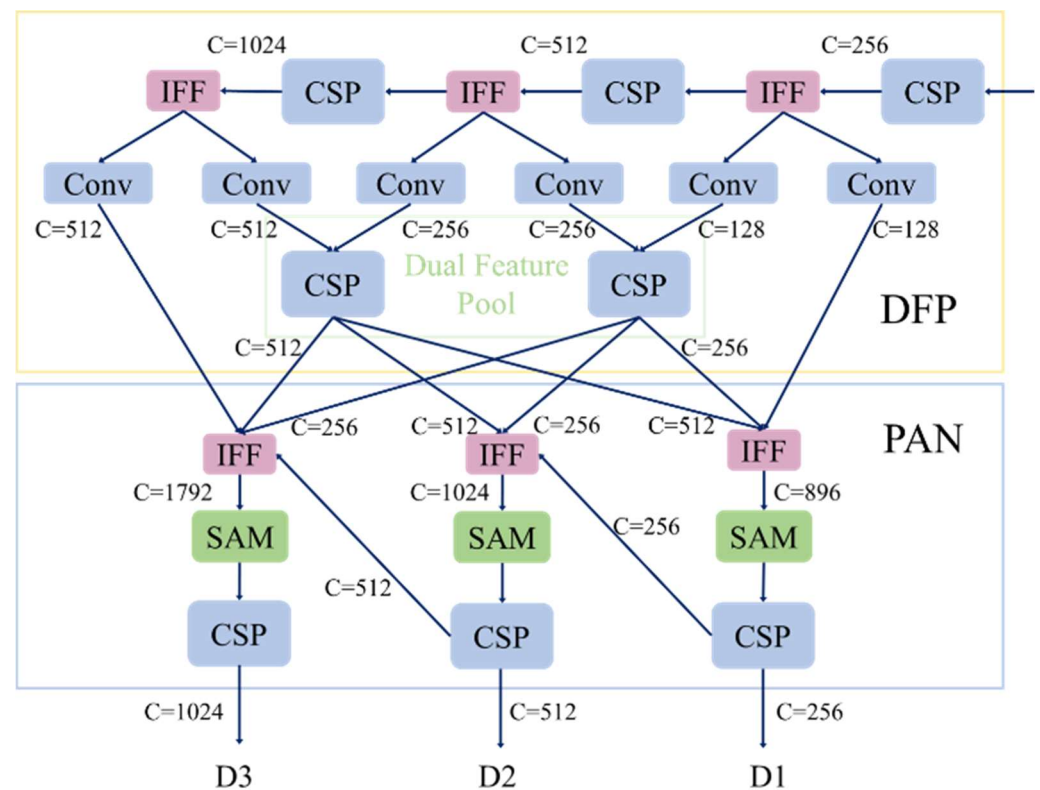 C=1024
C=512
C=256
IFF
CSP
IFF
CSP
IFF
CSP
Conv
Conv
Conv
Conv
Conv
Conv
C=512
C=512
C=256
C=256
C=128
C=128
CSP
Dual Feature
Pool
CSP
DFP
C=512
C=256
C=256
C=512
C=256
C=512
PAN
IFF
IFF
IFF
C=1792
C=1024
C=896
SAM
SAM
SAM
C=256
C=512
CSP
CSP
CSP
C=1024
C=512
C=256
D3
D2
D1